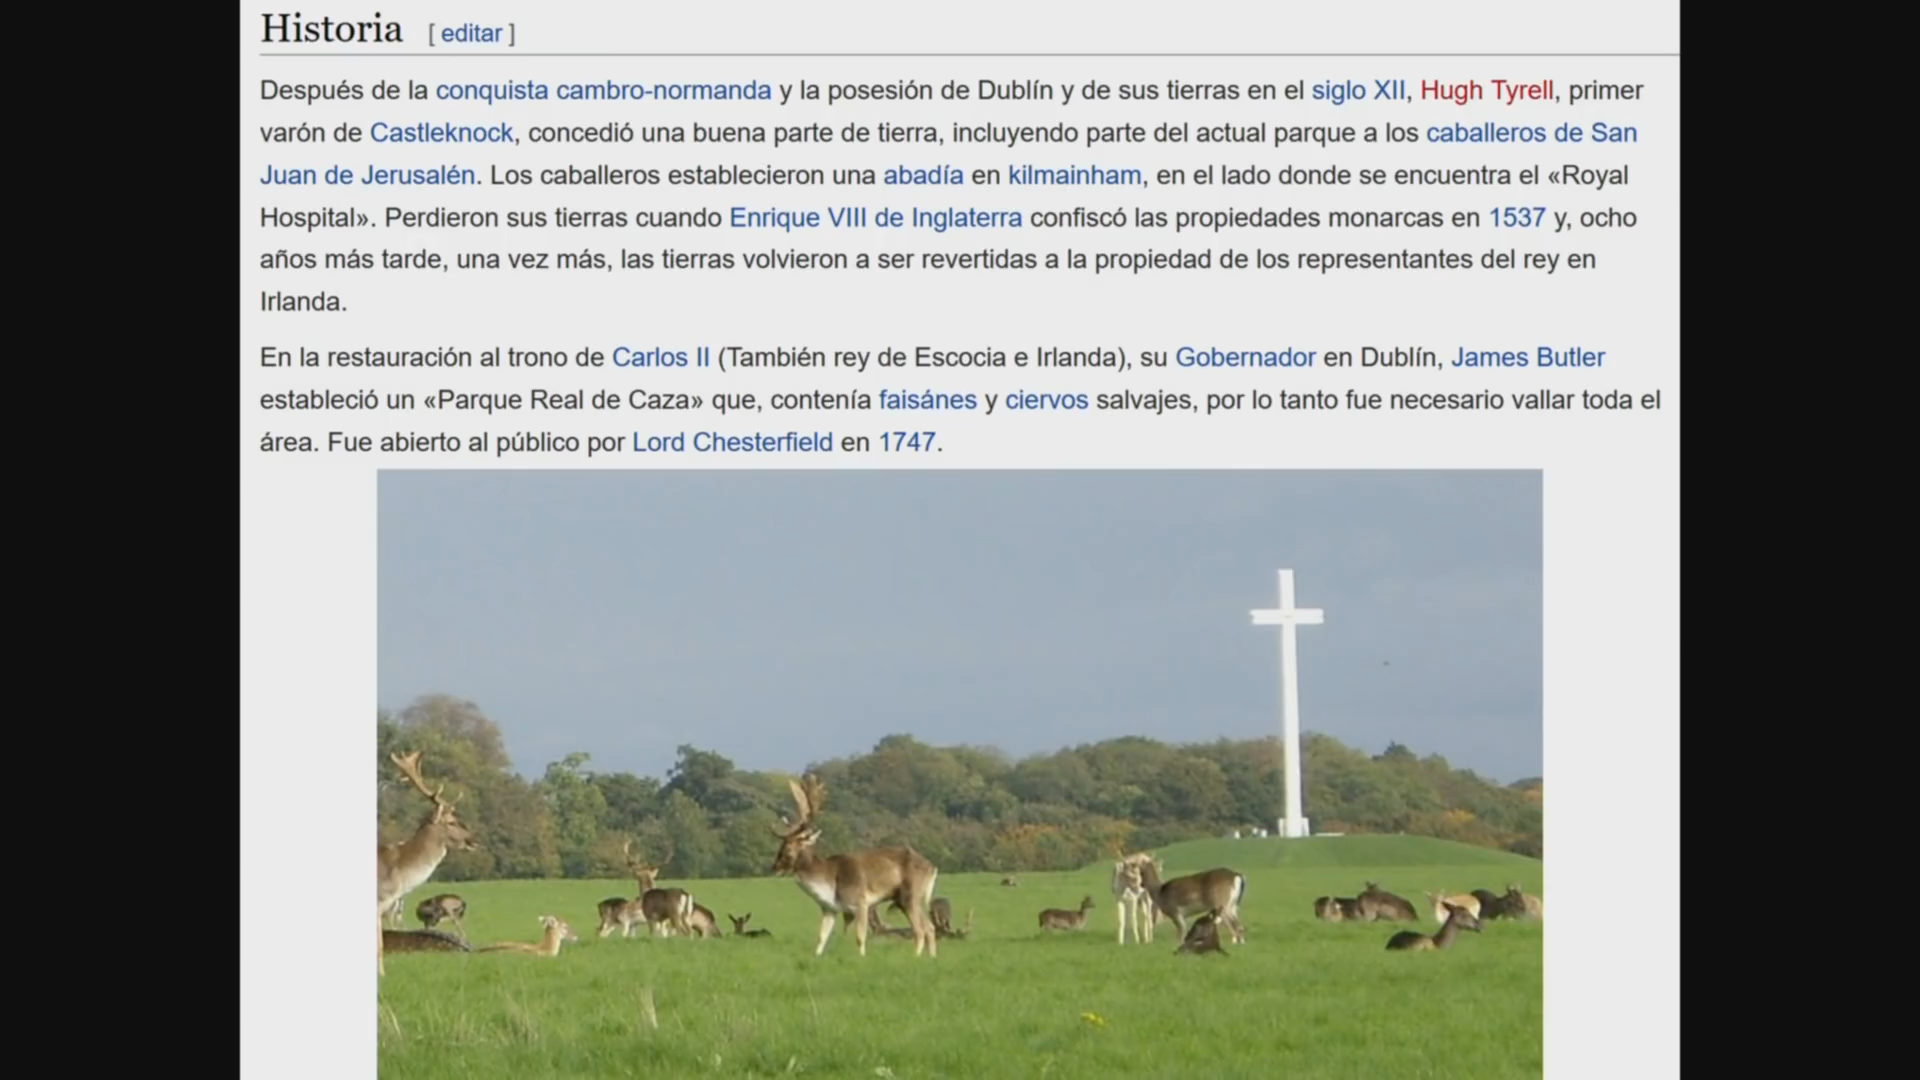 Historia [ editar ]
Después de la conquista cambro-normanda y la posesión de Dublín y de sus tierras en el siglo XII, Hugh Tyrell, primer
varón de Castleknock, concedió una buena parte de tierra, incluyendo parte del actual parque a los caballeros de San
Juan de Jerusalén. Los caballeros establecieron una abadía en kilmainham, en el lado donde se encuentra el «Royal
Hospital». Perdieron sus tierras cuando Enrique VIII de Inglaterra confiscó las propiedades monarcas en 1537 y, ocho
años más tarde, una vez más, las tierras volvieron a ser revertidas a la propiedad de los representantes del rey en
Irlanda.
En la restauración al trono de Carlos II (También rey de Escocia e Irlanda), su Gobernador en Dublín, James Butler
estableció un «Parque Real de Caza» que, contenía faisánes y ciervos salvajes, por lo tanto fue necesario vallar toda el
área. Fue abierto al público por Lord Chesterfield en 1747.